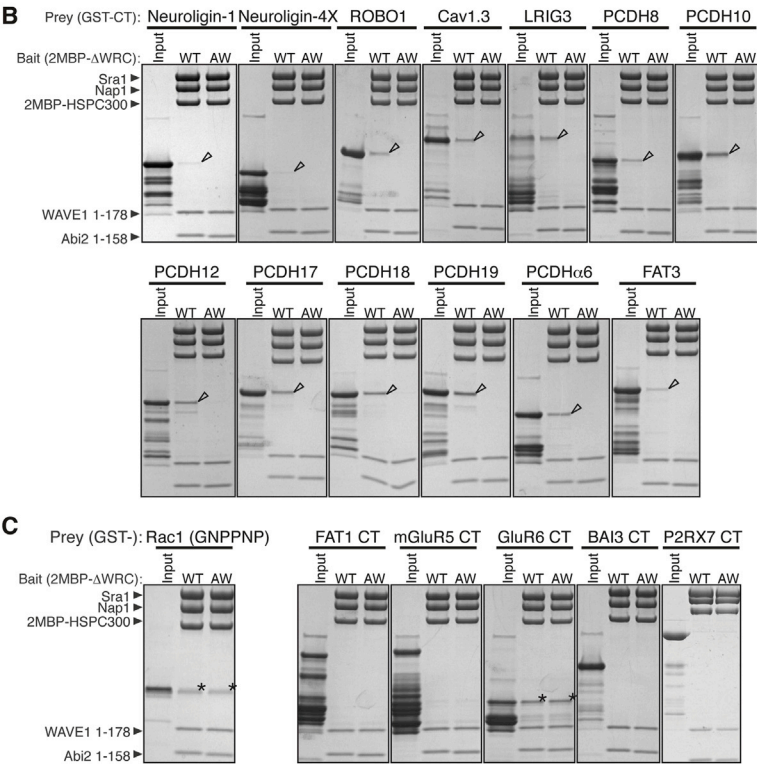 B
Prey (GST-CT): Neuroligin-1 Neuroligin-4X ROBO1 Cav1.3 LRIG3 PCDH8 PCDH10
Bait (2MBP-ΔWRC): Input WT AW Input WT AW Input WT AW Input WT AW Input WT AW Input WT AW Input WT AW
Sra1
Nap1
2MBP-HSPC300
WAVE1 1-178
Abi2 1-158
PCDH12 PCDH17 PCDH18 PCDH19 PCDHα6 FAT3
Input WT AW Input WT AW Input WT AW Input WT AW Input WT AW Input WT AW
C
Prey (GST-): Rac1 (GNPPNP) FAT1 CT mGluR5 CT GluR6 CT BAI3 CT P2RX7 CT
Bait (2MBP-ΔWRC): Input WT AW Input WT AW Input WT AW Input WT AW Input WT AW Input WT AW
Sra1
Nap1
2MBP-HSPC300
* * * *
WAVE1 1-178
Abi2 1-158